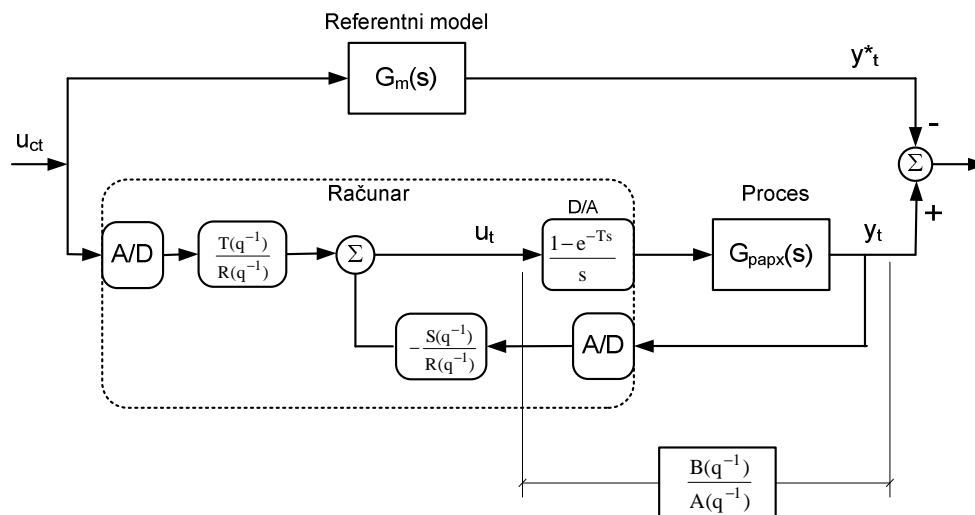 Referentni model
G_m(s)
y*_t
-
u_ct
Σ
+
Računar
D/A
Proces
A/D
T(q⁻¹)
R(q⁻¹)
Σ
u_t
1−e^−Ts
s
G_papx(s)
y_t
-
S(q⁻¹)
R(q⁻¹)
A/D
B(q⁻¹)
A(q⁻¹)